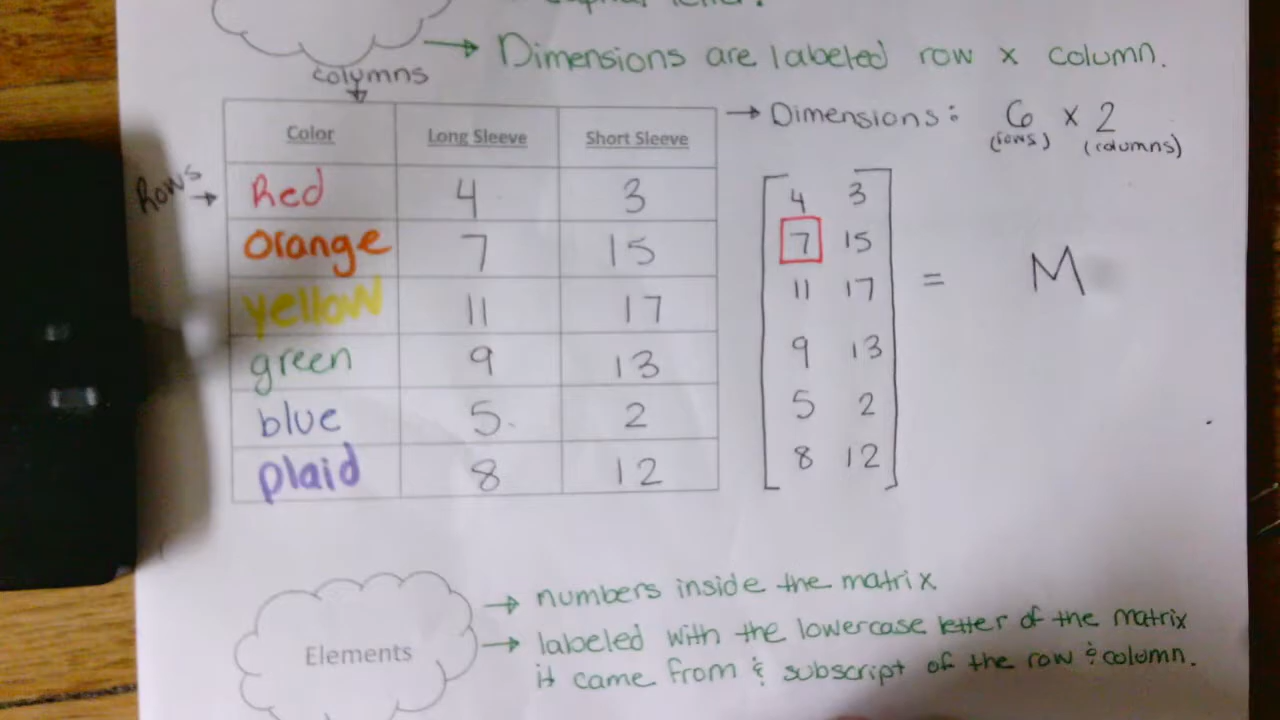 capital letter.
→ Dimensions are labeled row x column.
columns
Color Long Sleeve Short Sleeve
→ Dimensions: 6 x 2
(rows) (columns)
Rows →
Red 4 3
orange 7 15
yellow 11 17
green 9 13
blue 5 2
plaid 8 12
4 3
7 15
11 17
9 13
5 2
8 12
= M
Elements
→ numbers inside the matrix
→ labeled with the lowercase letter of the matrix
it came from & subscript of the row & column.